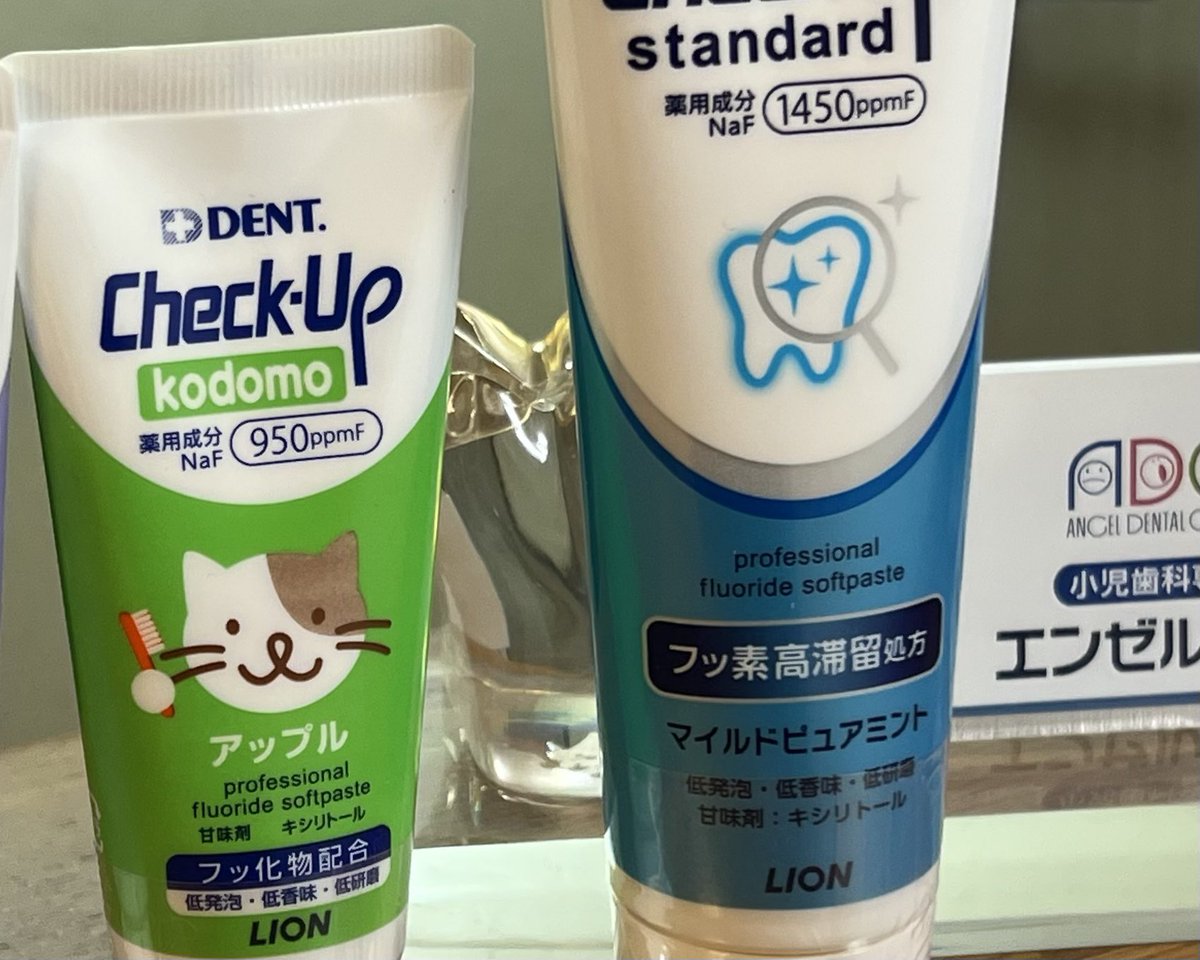 DENT.
Check-Up
kodomo
薬用成分
NaF
950ppmF
アップル
professional
fluoride softpaste
甘味剤 キシリトール
フッ化物配合
低発泡・低香味・低研磨
LION
standard
薬用成分
NaF
1450ppmF
professional
fluoride softpaste
フッ素高滞留処方
マイルドピュアミント
低発泡・低香味・低研磨
甘味剤：キシリトール
LION
AD
ANGEL DENTAL
小児歯科
エンゼル